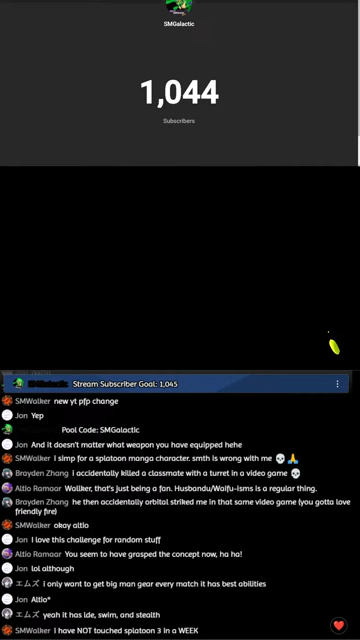 SMGalactic
1,044
Subscribers
Stream Subscriber Goal: 1,045
SMWalker new yt pfp change
Jon Yep
Pool Code: SMGalactic
Jon And it doesn't matter what weapon you have equipped hehe
SMWalker I simp for a splatoon manga character. smth is wrong with me 💀🙏
Brayden Zhang i accidentally killed a classmate with a turret in a video game 💀
Altio Ramaar Wallker, that's just being a fan. Husbandu/Waifu-isms is a regular thing.
Brayden Zhang he then accidentally orbital striked me in that same video game (you gotta love
friendly fire)
SMWalker okay altio
Jon I love this challenge for random stuff
Altio Ramaar You seem to have grasped the concept now, ha ha!
Jon lol although
エムズ i only want to get big man gear every match it has best abilities
Jon Altio*
エムズ yeah it has lde, swim, and stealth
SMWalker I have NOT touched splatoon 3 in a WEEK